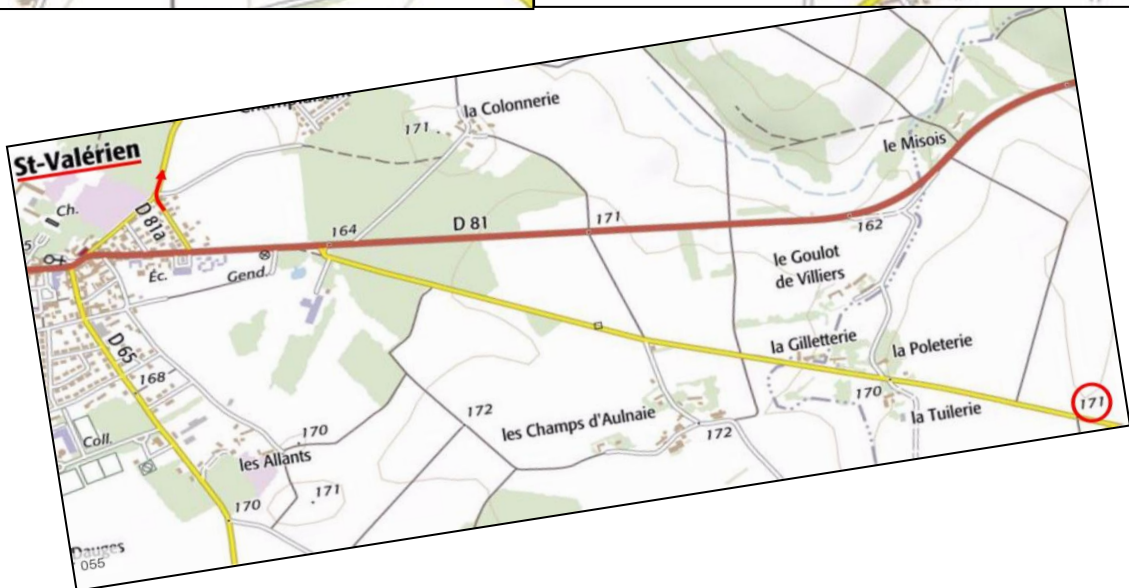 St-Valérien
la Colonnerie
171
le Misois
Ch.
D 81a
164
D 81
171
162
5
Éc.
Gend.
le Goulot
de Villiers
D 65
168
la Gilletterie
la Poleterie
170
171
172
les Champs d'Aulnaie
172
la Tuilerie
Coll.
170
les Allants
171
170
Dauges
055